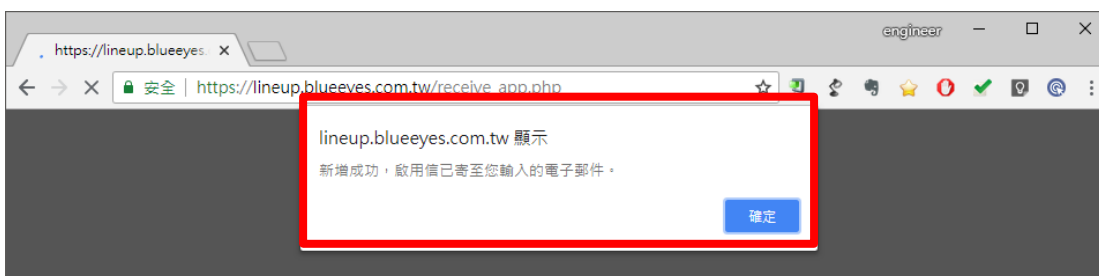 engineer
https://lineup.blueeyes.
安全 | https://lineup.blueeyes.com.tw/receive_app.php
lineup.blueeyes.com.tw 顯示
新增成功，啟用信已寄至您輸入的電子郵件。
確定